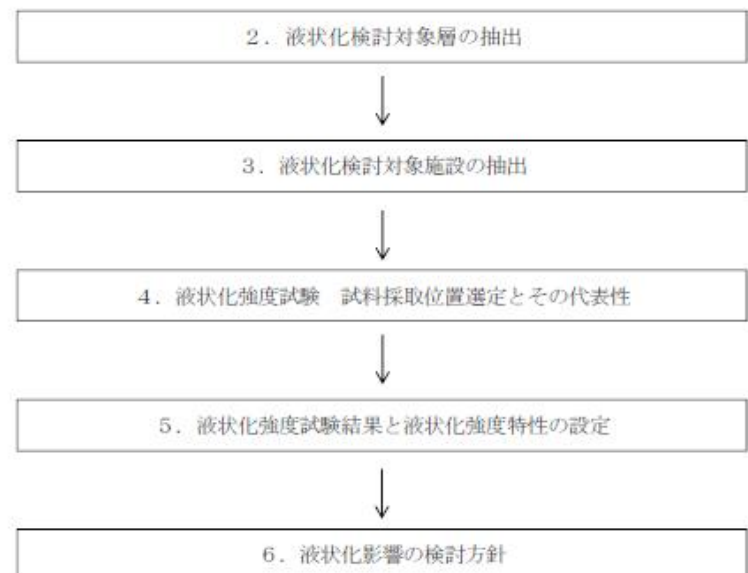 ２．液状化検討対象層の抽出
３．液状化検討対象施設の抽出
４．液状化強度試験　試料採取位置選定とその代表性
５．液状化強度試験結果と液状化強度特性の設定
６．液状化影響の検討方針